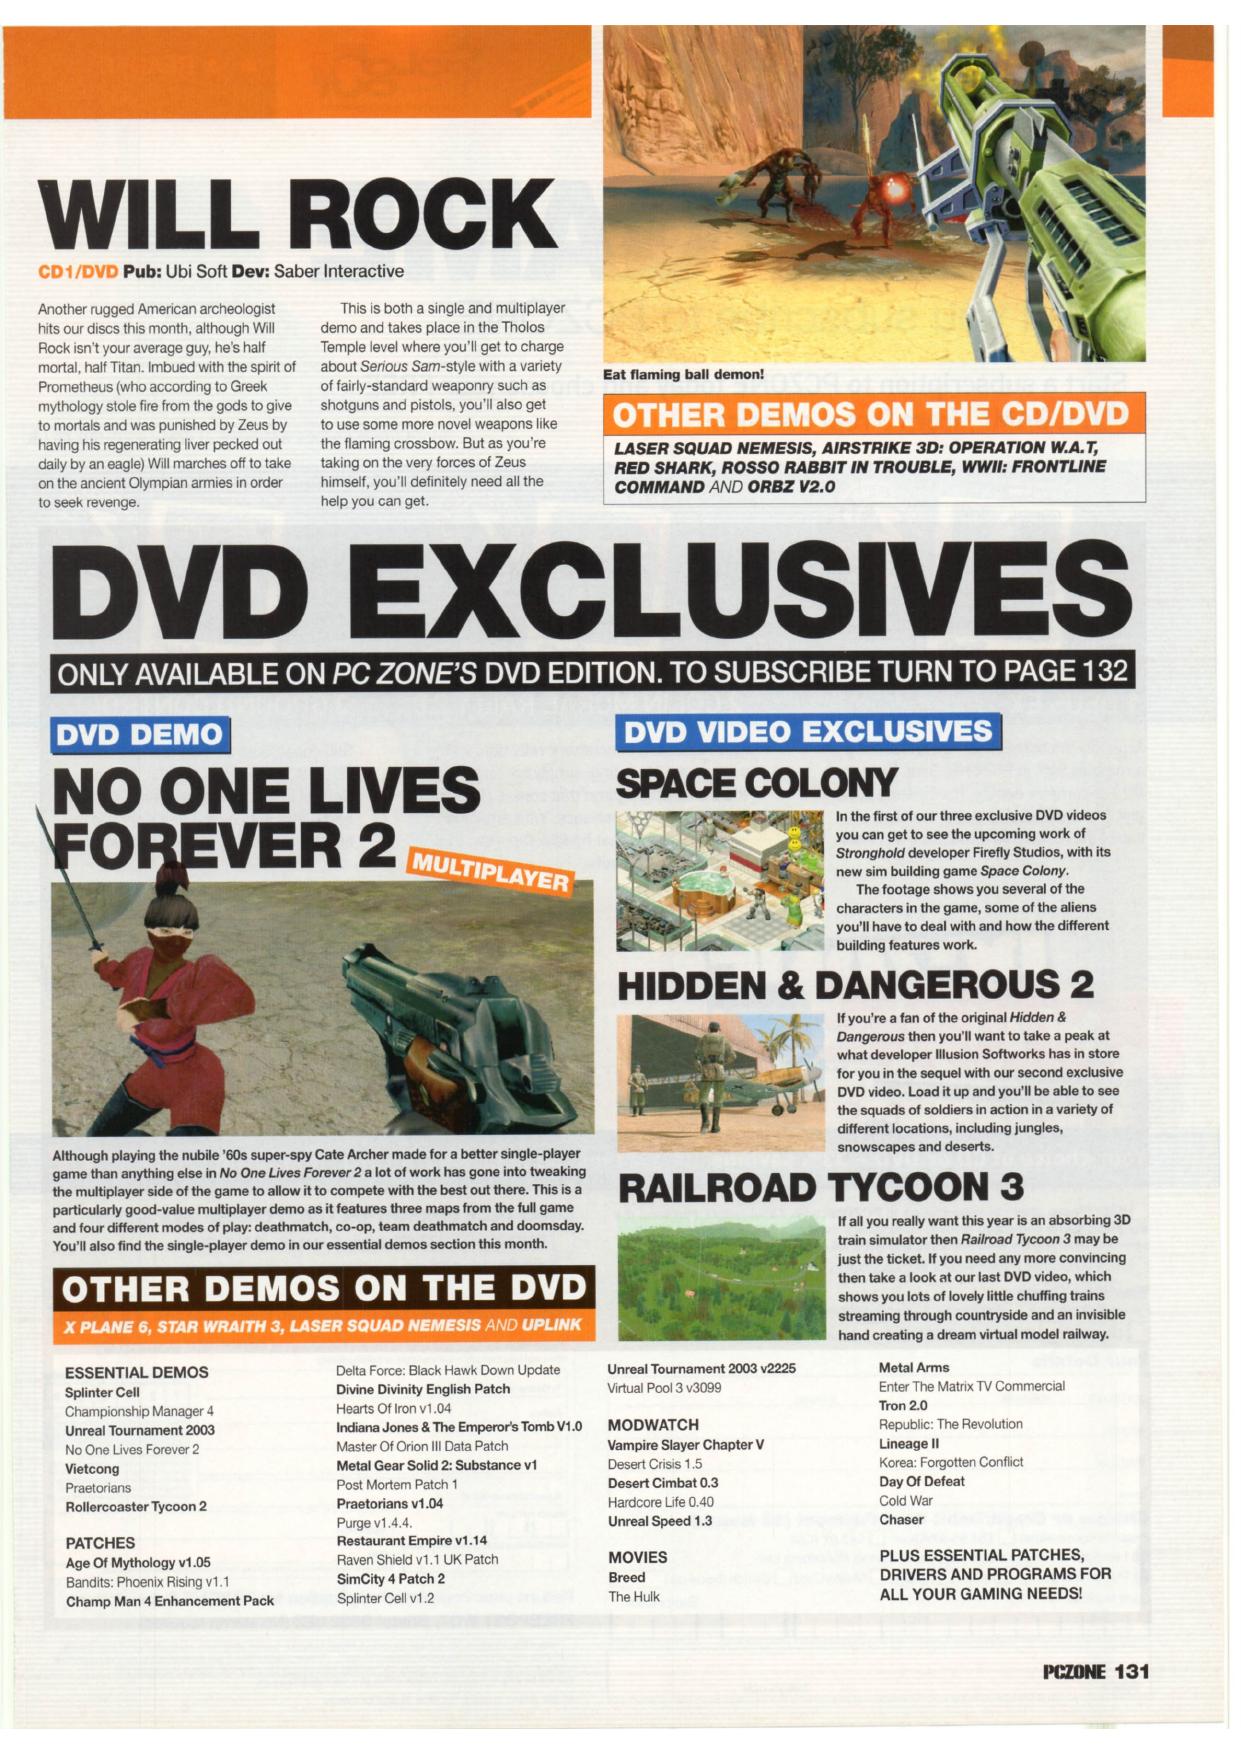 WILL ROCK
CD1/DVD Pub: Ubi Soft Dev: Saber Interactive
Another rugged American archeologist
hits our discs this month, although Will
Rock isn't your average guy, he's half
mortal, half Titan. Imbued with the spirit of
Prometheus (who according to Greek
mythology stole fire from the gods to give
to mortals and was punished by Zeus by
having his regenerating liver pecked out
daily by an eagle) Will marches off to take
on the ancient Olympian armies in order
to seek revenge.
This is both a single and multiplayer
demo and takes place in the Tholos
Temple level where you'll get to charge
about Serious Sam-style with a variety
of fairly-standard weaponry such as
shotguns and pistols, you'll also get
to use some more novel weapons like
the flaming crossbow. But as you're
taking on the very forces of Zeus
himself, you'll definitely need all the
help you can get.
Eat flaming ball demon!
OTHER DEMOS ON THE CD/DVD
LASER SQUAD NEMESIS, AIRSTRIKE 3D: OPERATION W.A.T,
RED SHARK, ROSSO RABBIT IN TROUBLE, WWII: FRONTLINE
COMMAND AND ORBZ V2.0
DVD EXCLUSIVES
ONLY AVAILABLE ON PC ZONE'S DVD EDITION. TO SUBSCRIBE TURN TO PAGE 132
DVD DEMO
NO ONE LIVES
FOREVER 2
MULTIPLAYER
Although playing the nubile '60s super-spy Cate Archer made for a better single-player
game than anything else in No One Lives Forever 2 a lot of work has gone into tweaking
the multiplayer side of the game to allow it to compete with the best out there. This is a
particularly good-value multiplayer demo as it features three maps from the full game
and four different modes of play: deathmatch, co-op, team deathmatch and doomsday.
You'll also find the single-player demo in our essential demos section this month.
OTHER DEMOS ON THE DVD
X PLANE 6, STAR WRAITH 3, LASER SQUAD NEMESIS AND UPLINK
DVD VIDEO EXCLUSIVES
SPACE COLONY
In the first of our three exclusive DVD videos
you can get to see the upcoming work of
Stronghold developer Firefly Studios, with its
new sim building game Space Colony.
The footage shows you several of the
characters in the game, some of the aliens
you'll have to deal with and how the different
building features work.
HIDDEN & DANGEROUS 2
If you're a fan of the original Hidden &
Dangerous then you'll want to take a peak at
what developer Illusion Softworks has in store
for you in the sequel with our second exclusive
DVD video. Load it up and you'll be able to see
the squads of soldiers in action in a variety of
different locations, including jungles,
snowscapes and deserts.
RAILROAD TYCOON 3
If all you really want this year is an absorbing 3D
train simulator then Railroad Tycoon 3 may be
just the ticket. If you need any more convincing
then take a look at our last DVD video, which
shows you lots of lovely little chuffing trains
streaming through countryside and an invisible
hand creating a dream virtual model railway.
ESSENTIAL DEMOS
Splinter Cell
Championship Manager 4
Unreal Tournament 2003
No One Lives Forever 2
Vietcong
Praetorians
Rollercoaster Tycoon 2
PATCHES
Age Of Mythology v1.05
Bandits: Phoenix Rising v1.1
Champ Man 4 Enhancement Pack
Delta Force: Black Hawk Down Update
Divine Divinity English Patch
Hearts Of Iron v1.04
Indiana Jones & The Emperor's Tomb V1.0
Master Of Orion III Data Patch
Metal Gear Solid 2: Substance v1
Post Mortem Patch 1
Praetorians v1.04
Purge v1.4.4.
Restaurant Empire v1.14
Raven Shield v1.1 UK Patch
SimCity 4 Patch 2
Splinter Cell v1.2
Unreal Tournament 2003 v2225
Virtual Pool 3 v3099
MODWATCH
Vampire Slayer Chapter V
Desert Crisis 1.5
Desert Cimbat 0.3
Hardcore Life 0.40
Unreal Speed 1.3
MOVIES
Breed
The Hulk
Metal Arms
Enter The Matrix TV Commercial
Tron 2.0
Republic: The Revolution
Lineage II
Korea: Forgotten Conflict
Day Of Defeat
Cold War
Chaser
PLUS ESSENTIAL PATCHES,
DRIVERS AND PROGRAMS FOR
ALL YOUR GAMING NEEDS!
PCZONE 131